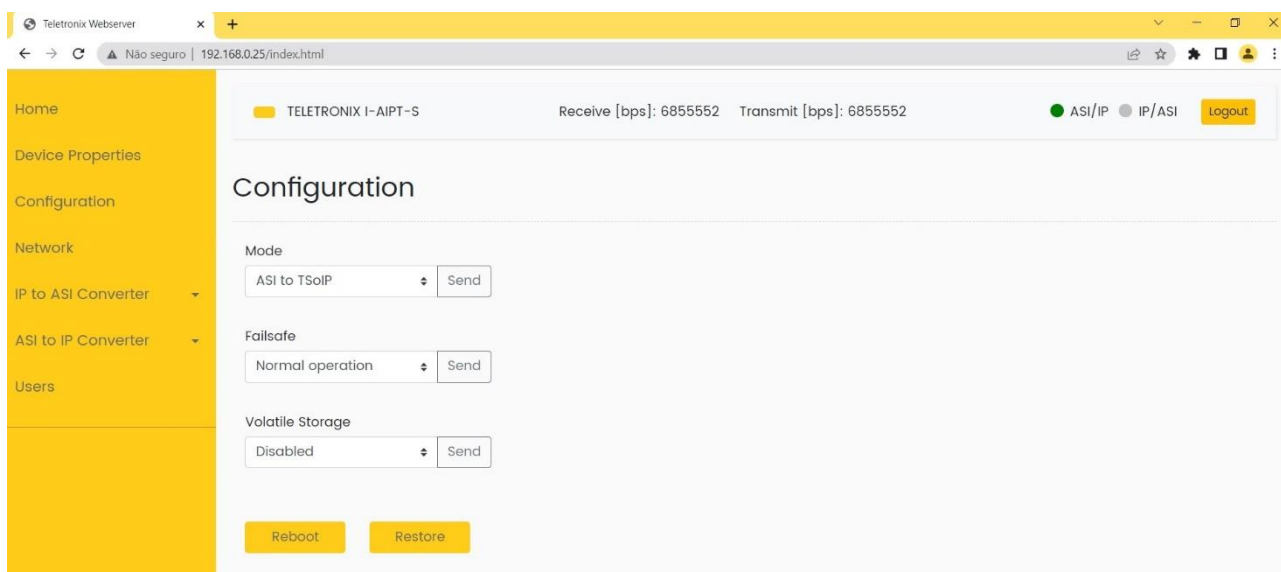 Teletronix Webserver
Não seguro | 192.168.0.25/index.html
TELETRONIX I-AIPT-S Receive [bps]: 6855552 Transmit [bps]: 6855552 ASI/IP IP/ASI Logout
Home
Device Properties
Configuration
Network
IP to ASI Converter
ASI to IP Converter
Users
Configuration
Mode
ASI to TSoIP Send
Failsafe
Normal operation Send
Volatile Storage
Disabled Send
Reboot Restore